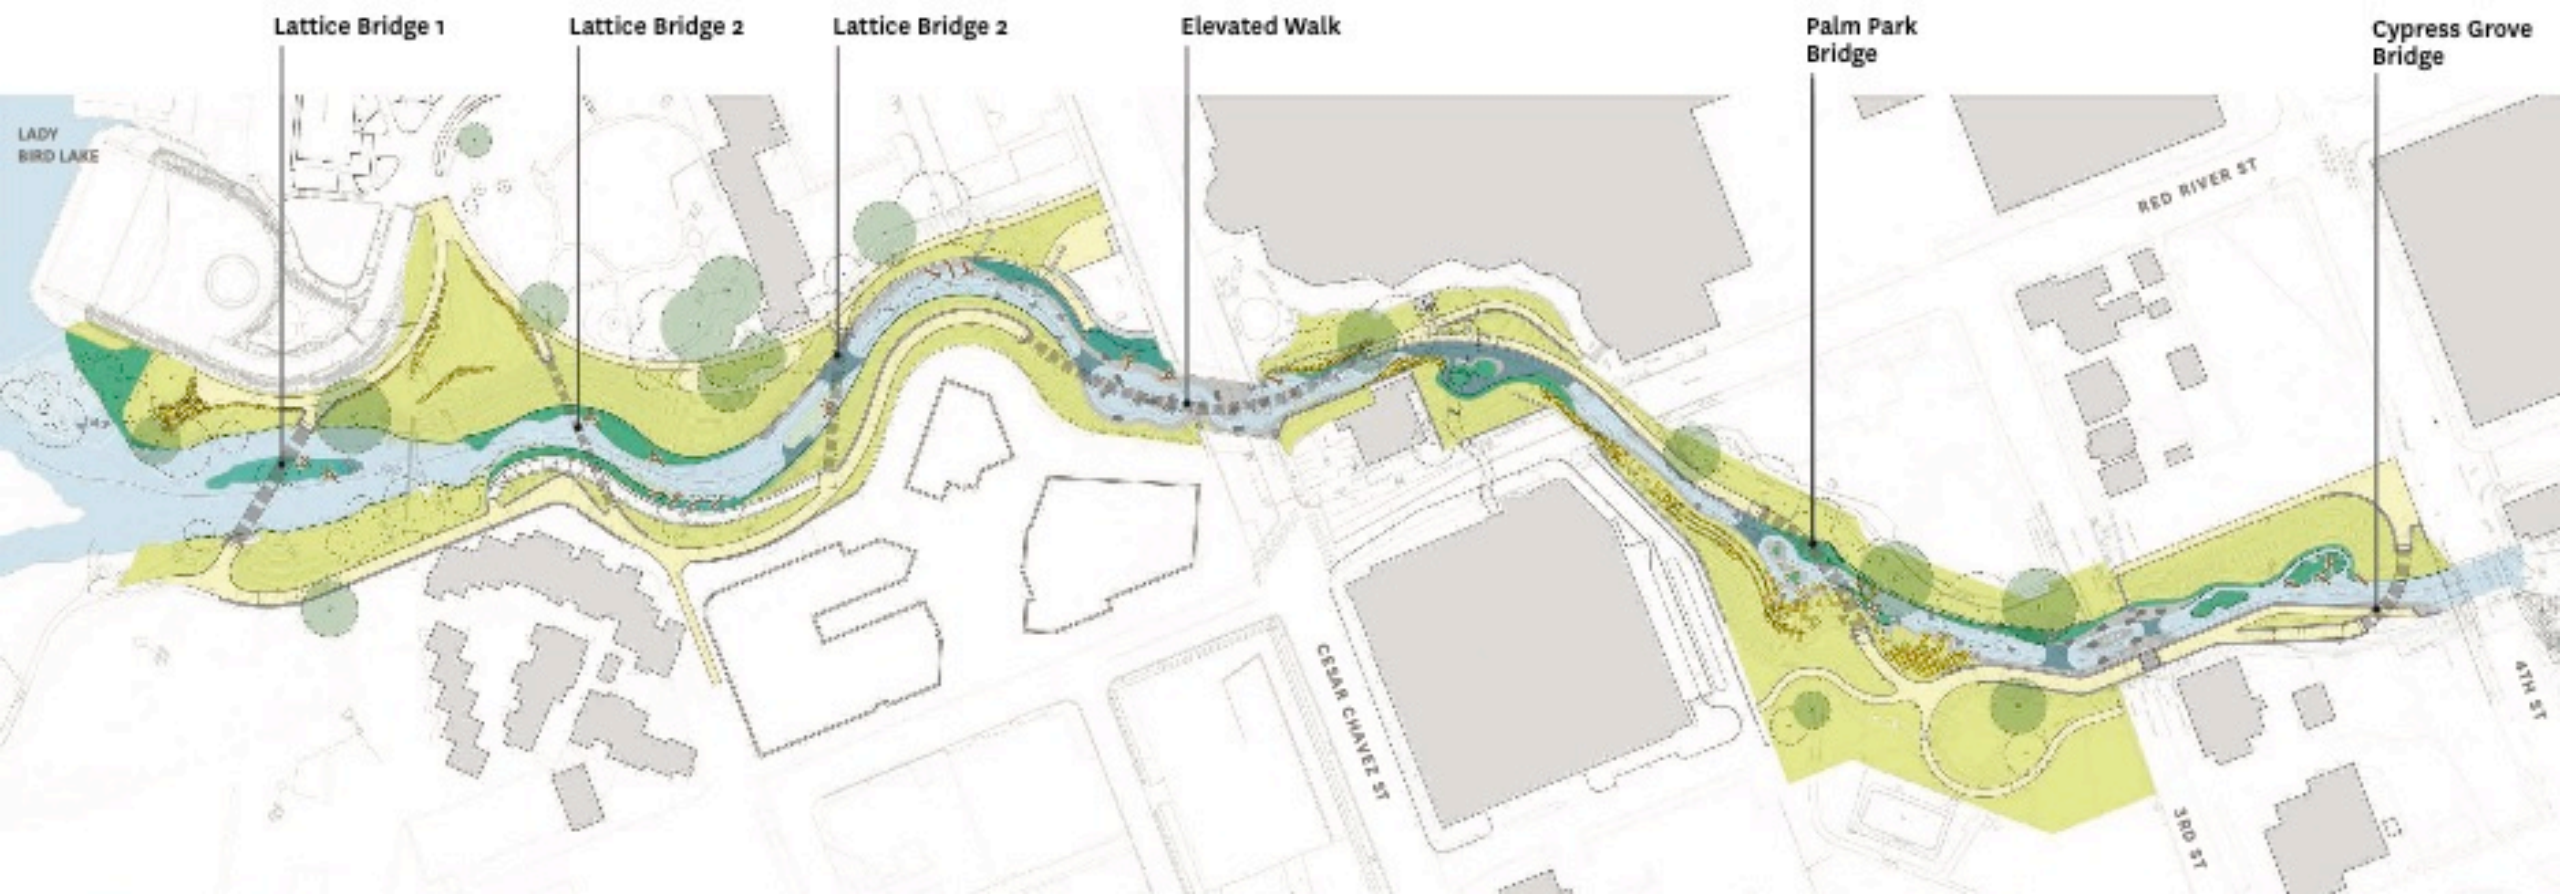 Lattice Bridge 1
Lattice Bridge 2
Lattice Bridge 2
Elevated Walk
Palm Park
Bridge
Cypress Grove
Bridge
LADY
BIRD LAKE
RED RIVER ST
CESAR CHAVEZ ST
4TH ST
3RD ST